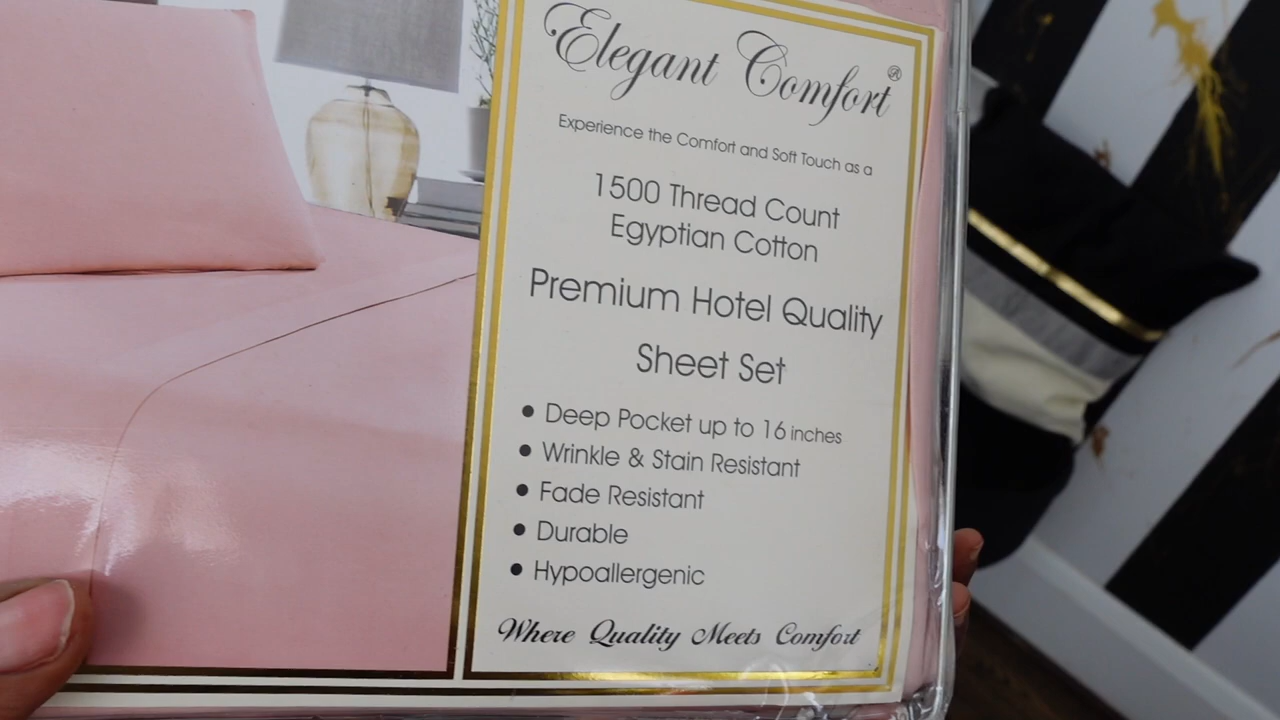 Elegant Comfort®
Experience the Comfort and Soft Touch as a
1500 Thread Count
Egyptian Cotton
Premium Hotel Quality
Sheet Set
• Deep Pocket up to 16 inches
• Wrinkle & Stain Resistant
• Fade Resistant
• Durable
• Hypoallergenic
Where Quality Meets Comfort